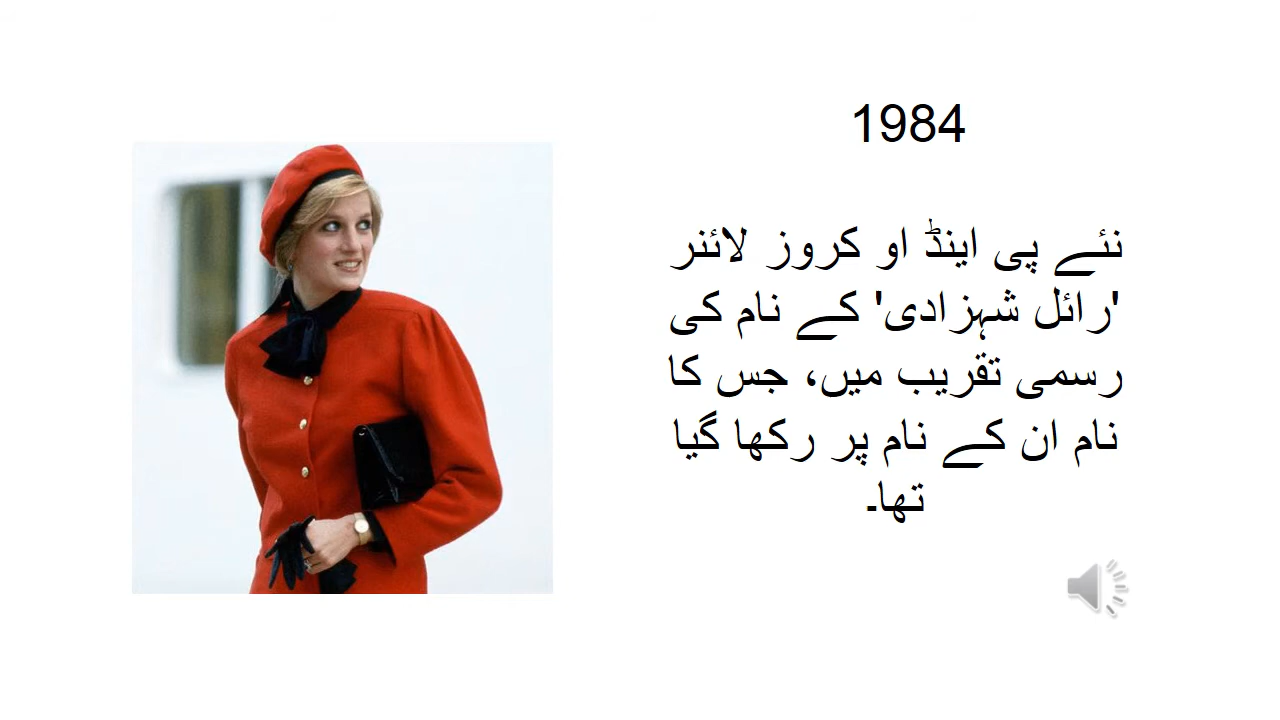 1984
نئے پی اینڈ او کروز لائنر
'رائل شہزادی' کے نام کی
رسمی تقریب میں، جس کا
نام ان کے نام پر رکھا گیا
تھا۔